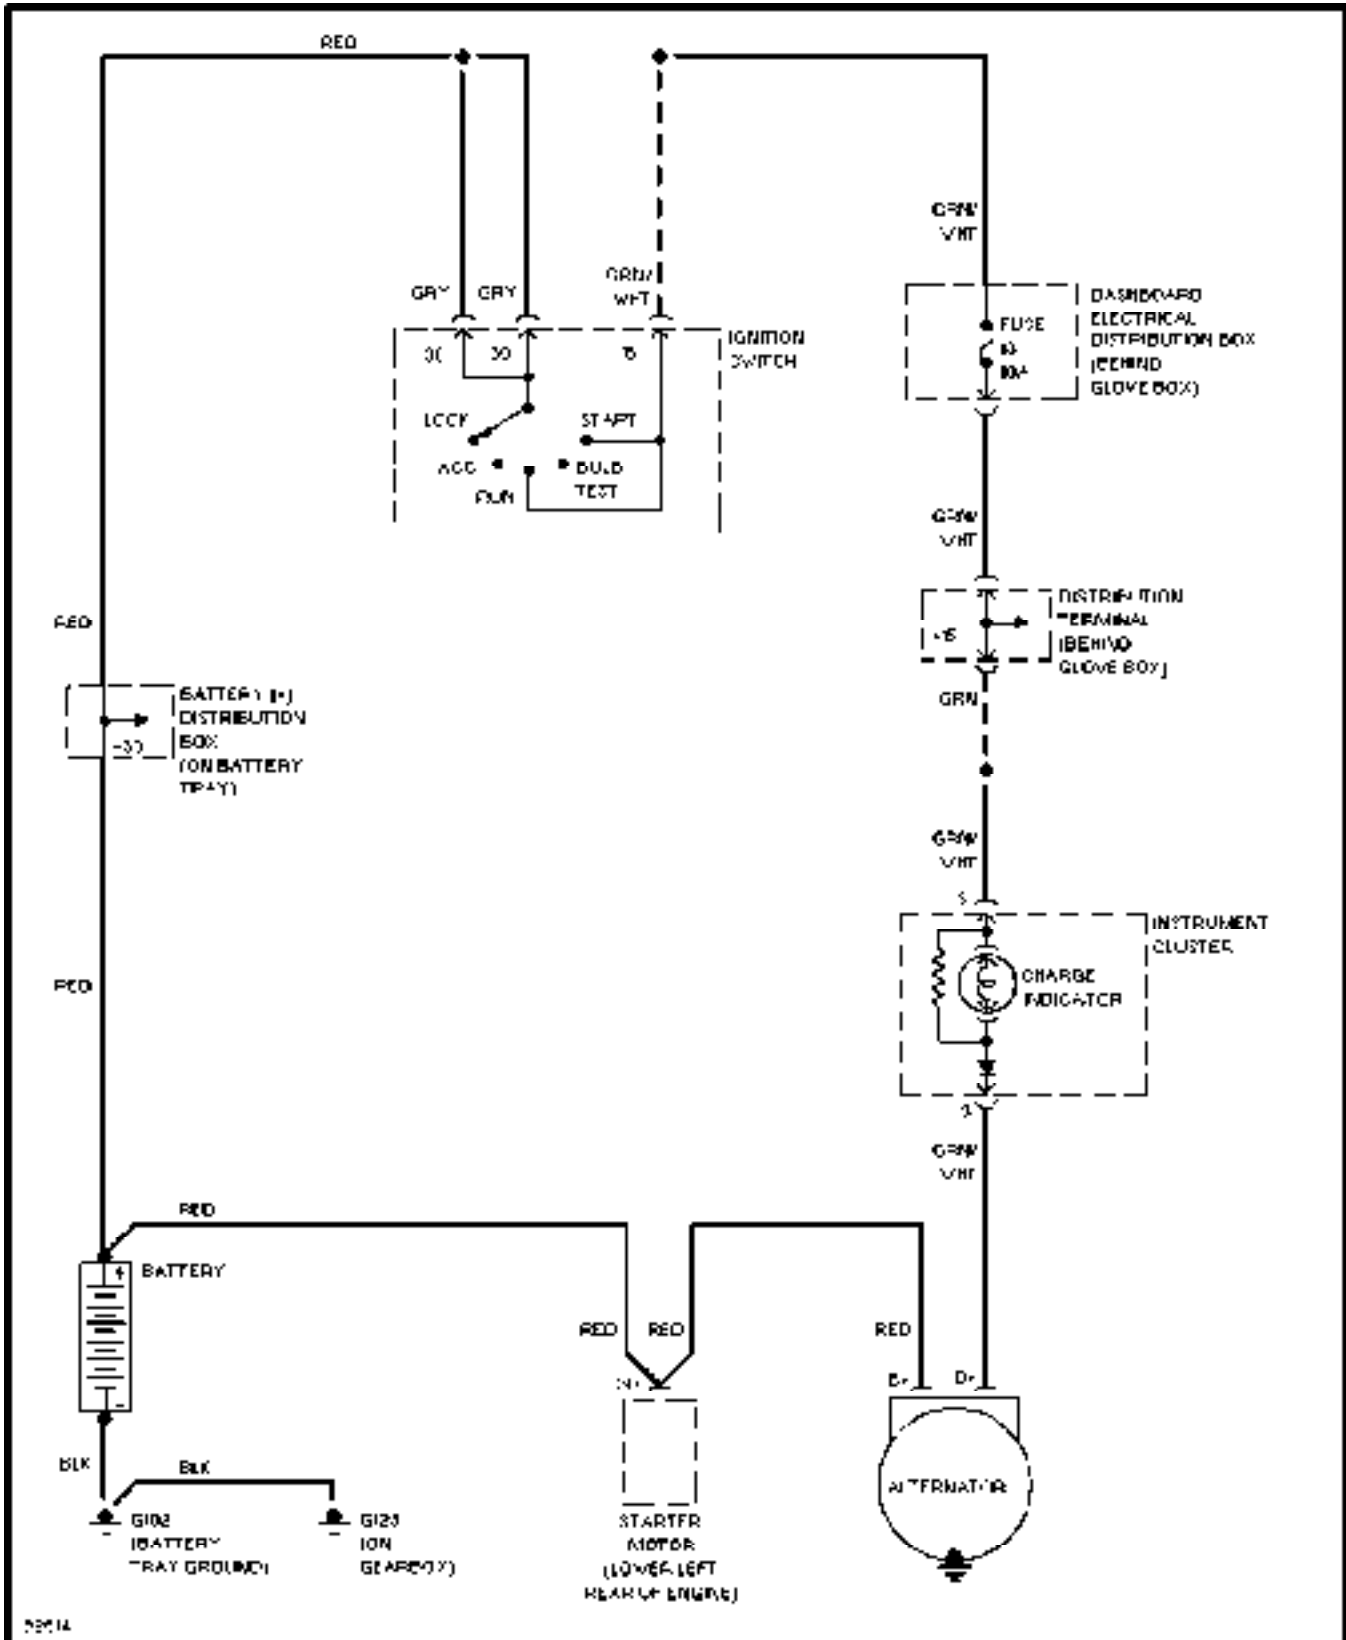 RED
GRN/
WHT
GRN/
WHT
GRY GRY
DASHBOARD
ELECTRICAL
DISTRIBUTION BOX
(BEHIND
GLOVE BOX)
FUSE
IGNITION
SWITCH
30 30 15
LOCK START
ACC BULB
TEST
RUN
GRN/
WHT
DISTRIBUTION
TERMINAL
(BEHIND
GLOVE BOX)
RED
GRN
BATTERY (+)
DISTRIBUTION
BOX
(ON BATTERY
TRAY)
GRN/
WHT
INSTRUMENT
CLUSTER
CHARGE
INDICATOR
RED
GRN/
WHT
RED
+ BATTERY
-
RED RED RED
B+ D+
BLK BLK
ALTERNATOR
G102
(BATTERY
TRAY GROUND)
G123
(ON
GEARBOX)
STARTER
MOTOR
(LOWER LEFT
REAR OF ENGINE)